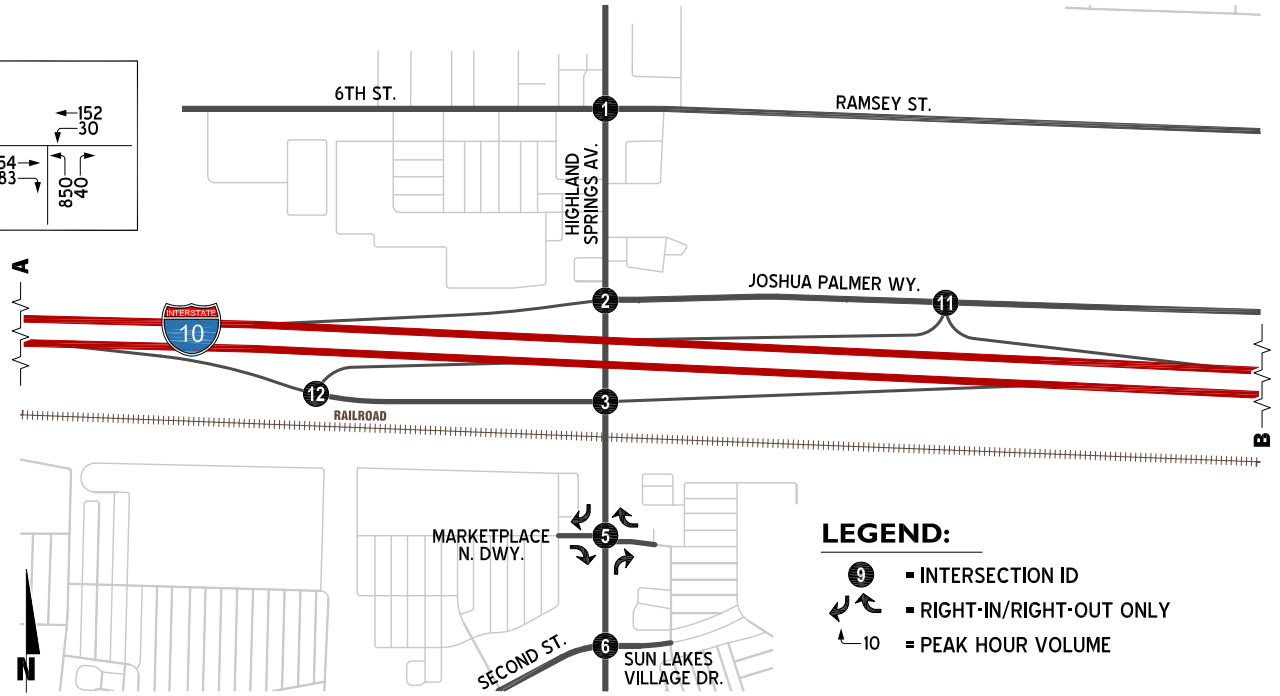 152
30
850
40
6TH ST.
RAMSEY ST.
1
HIGHLAND
SPRINGS AV.
A
JOSHUA PALMER WY.
2
11
INTERSTATE
10
12
3
RAILROAD
B
MARKETPLACE
N. DWY.
5
LEGEND:
9 = INTERSECTION ID
= RIGHT-IN/RIGHT-OUT ONLY
10 = PEAK HOUR VOLUME
6
SECOND ST.
SUN LAKES
VILLAGE DR.
N